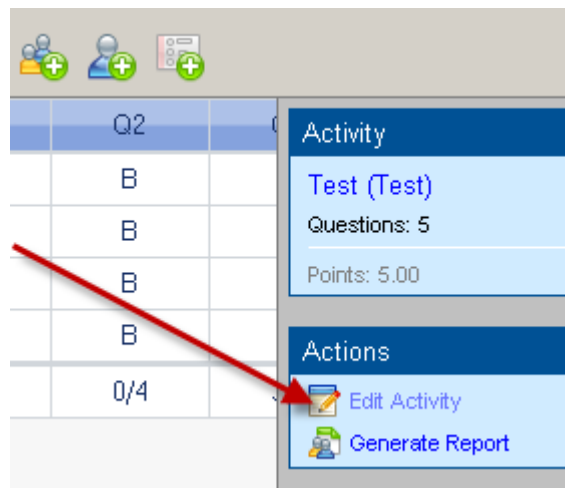 Q2
B
B
B
B
0/4
Activity
Test (Test)
Questions: 5
Points: 5.00
Actions
Edit Activity
Generate Report